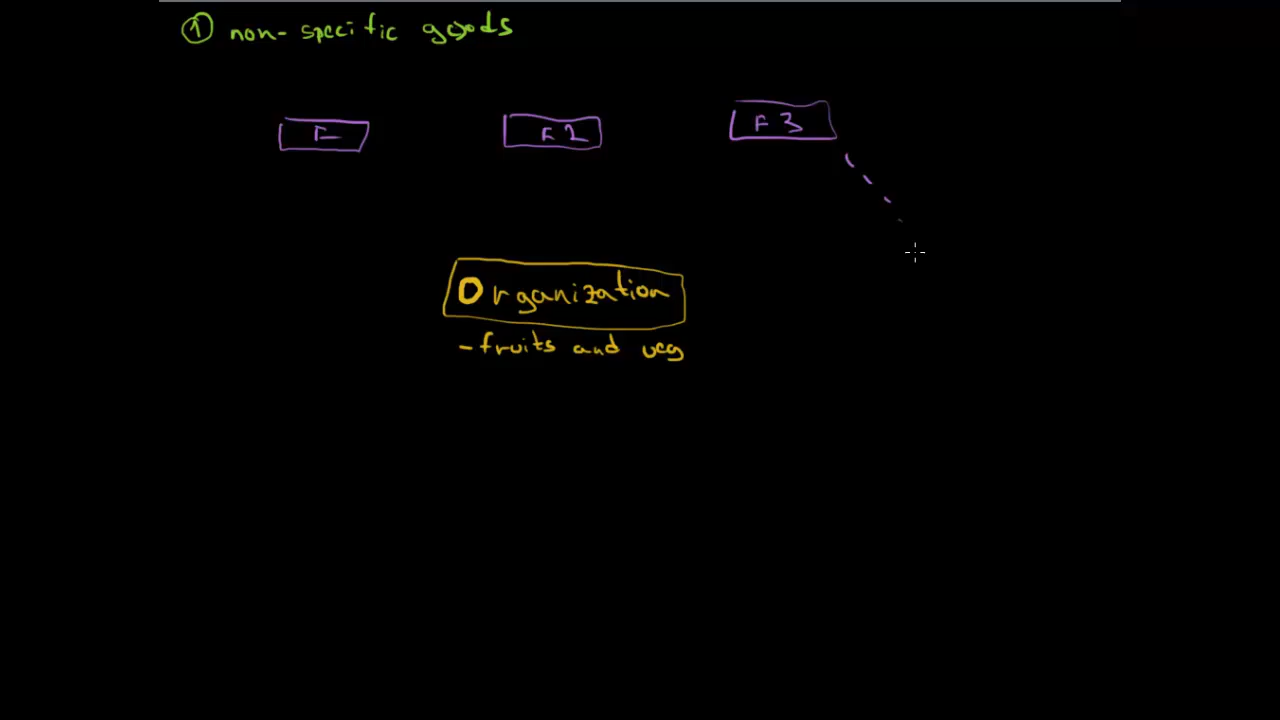 1 non-specific goods
F
F2
F3
Organization
-fruits and veg